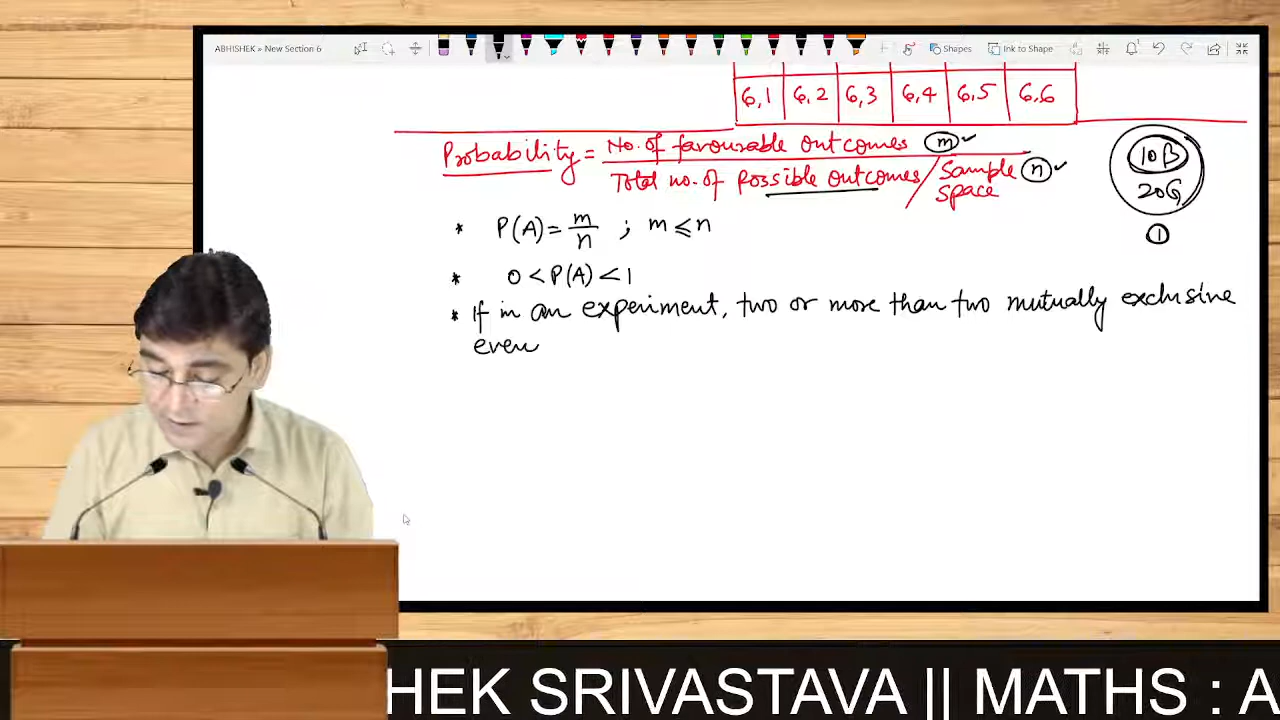 ABHISHEK » New Section 6
Shapes
Ink to Shape
6,1 6,2 6,3 6,4 6,5 6,6
Probability = No. of favourable outcomes m ✓
Total no. of possible outcomes / Sample space n ✓
10B
20G
1
* P(A) = m/n ; m ⩽ n
* 0 < P(A) < 1
* If in an experiment, two or more than two mutually exclusive
even
HEK SRIVASTAVA || MATHS : A